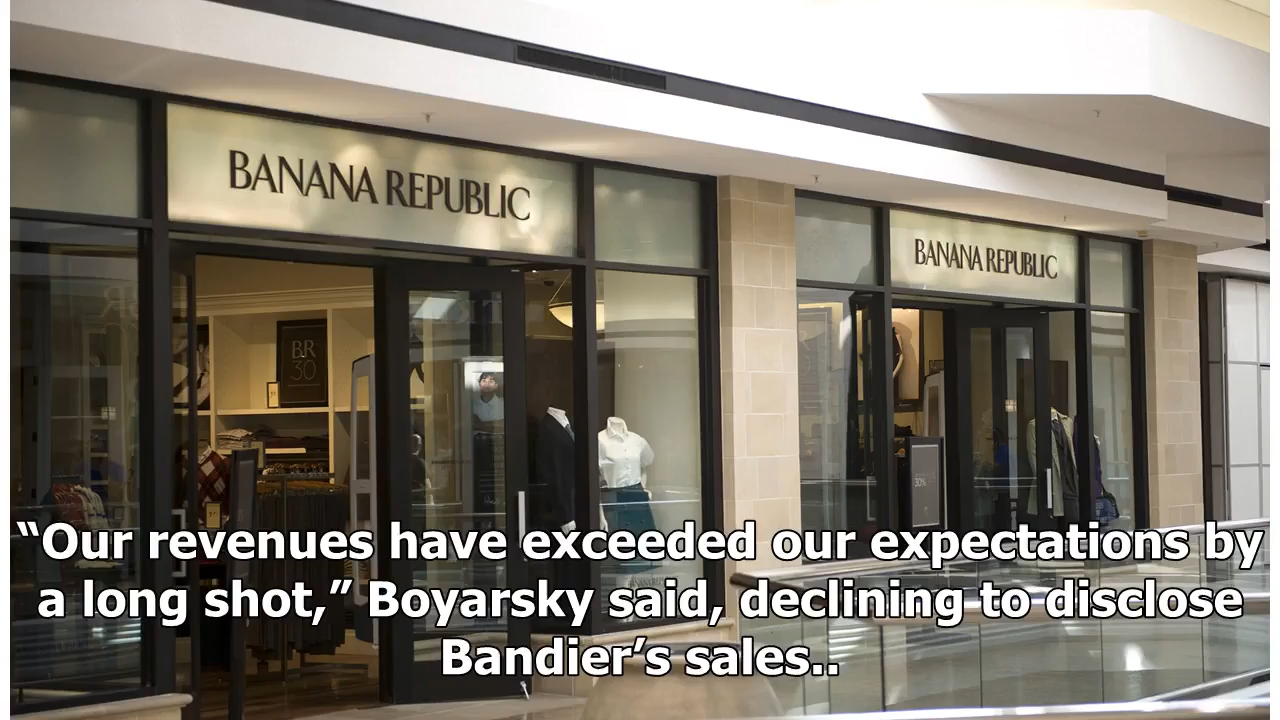 BANANA REPUBLIC
BANANA REPUBLIC
BR
30
30%
“Our revenues have exceeded our expectations by
a long shot,” Boyarsky said, declining to disclose
Bandier’s sales..